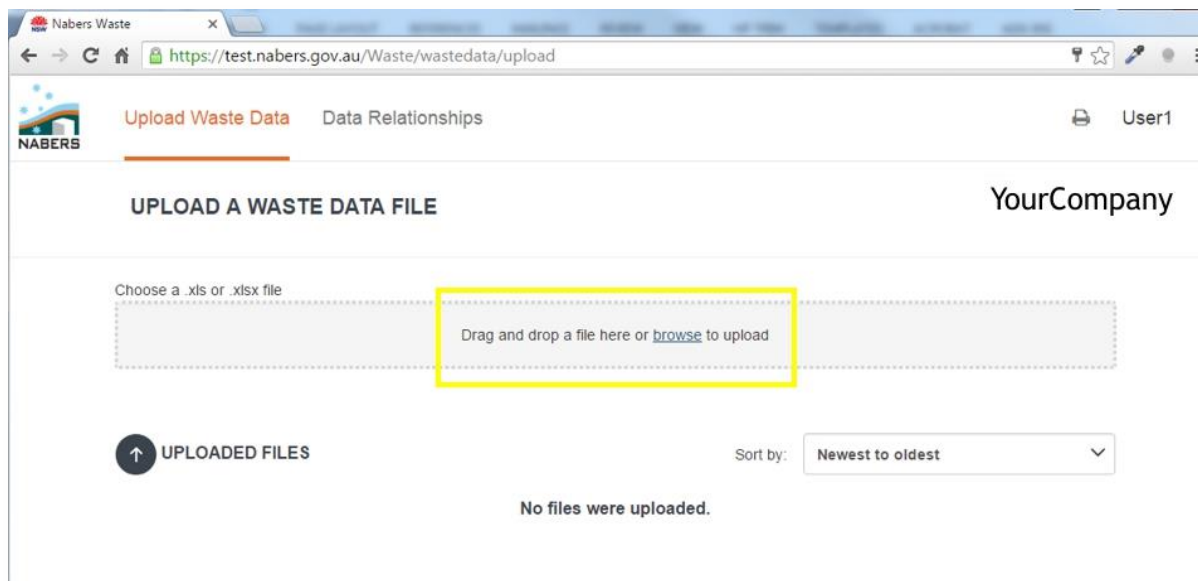 Nabers Waste
https://test.nabers.gov.au/Waste/wastedata/upload
NABERS
Upload Waste Data
Data Relationships
User1
UPLOAD A WASTE DATA FILE
YourCompany
Choose a .xls or .xlsx file
Drag and drop a file here or browse to upload
UPLOADED FILES
Sort by:
Newest to oldest
No files were uploaded.